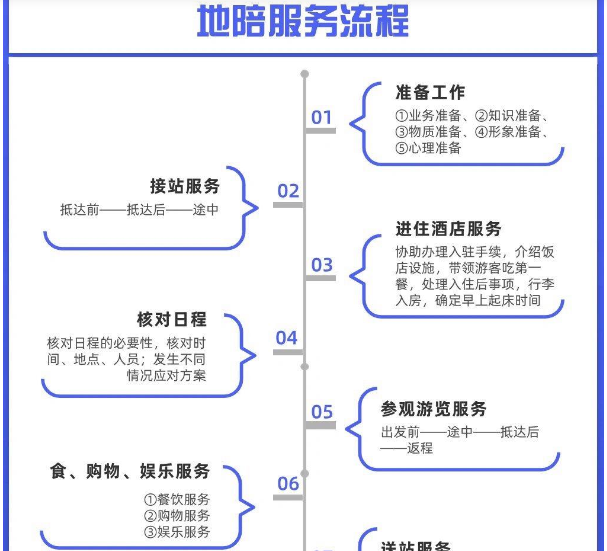 地陪服务流程
01
准备工作
①业务准备、②知识准备、
③物质准备、④形象准备、
⑤心理准备
02
接站服务
抵达前——抵达后——途中
03
进住酒店服务
协助办理入驻手续，介绍饭
店设施，带领游客吃第一
餐，处理入住后事项，行李
入房，确定早上起床时间
04
核对日程
核对日程的必要性，核对时
间、地点、人员；发生不同
情况应对方案
05
参观游览服务
出发前——途中——抵达后
——返程
06
食、购物、娱乐服务
①餐饮服务
②购物服务
③娱乐服务
送站服务